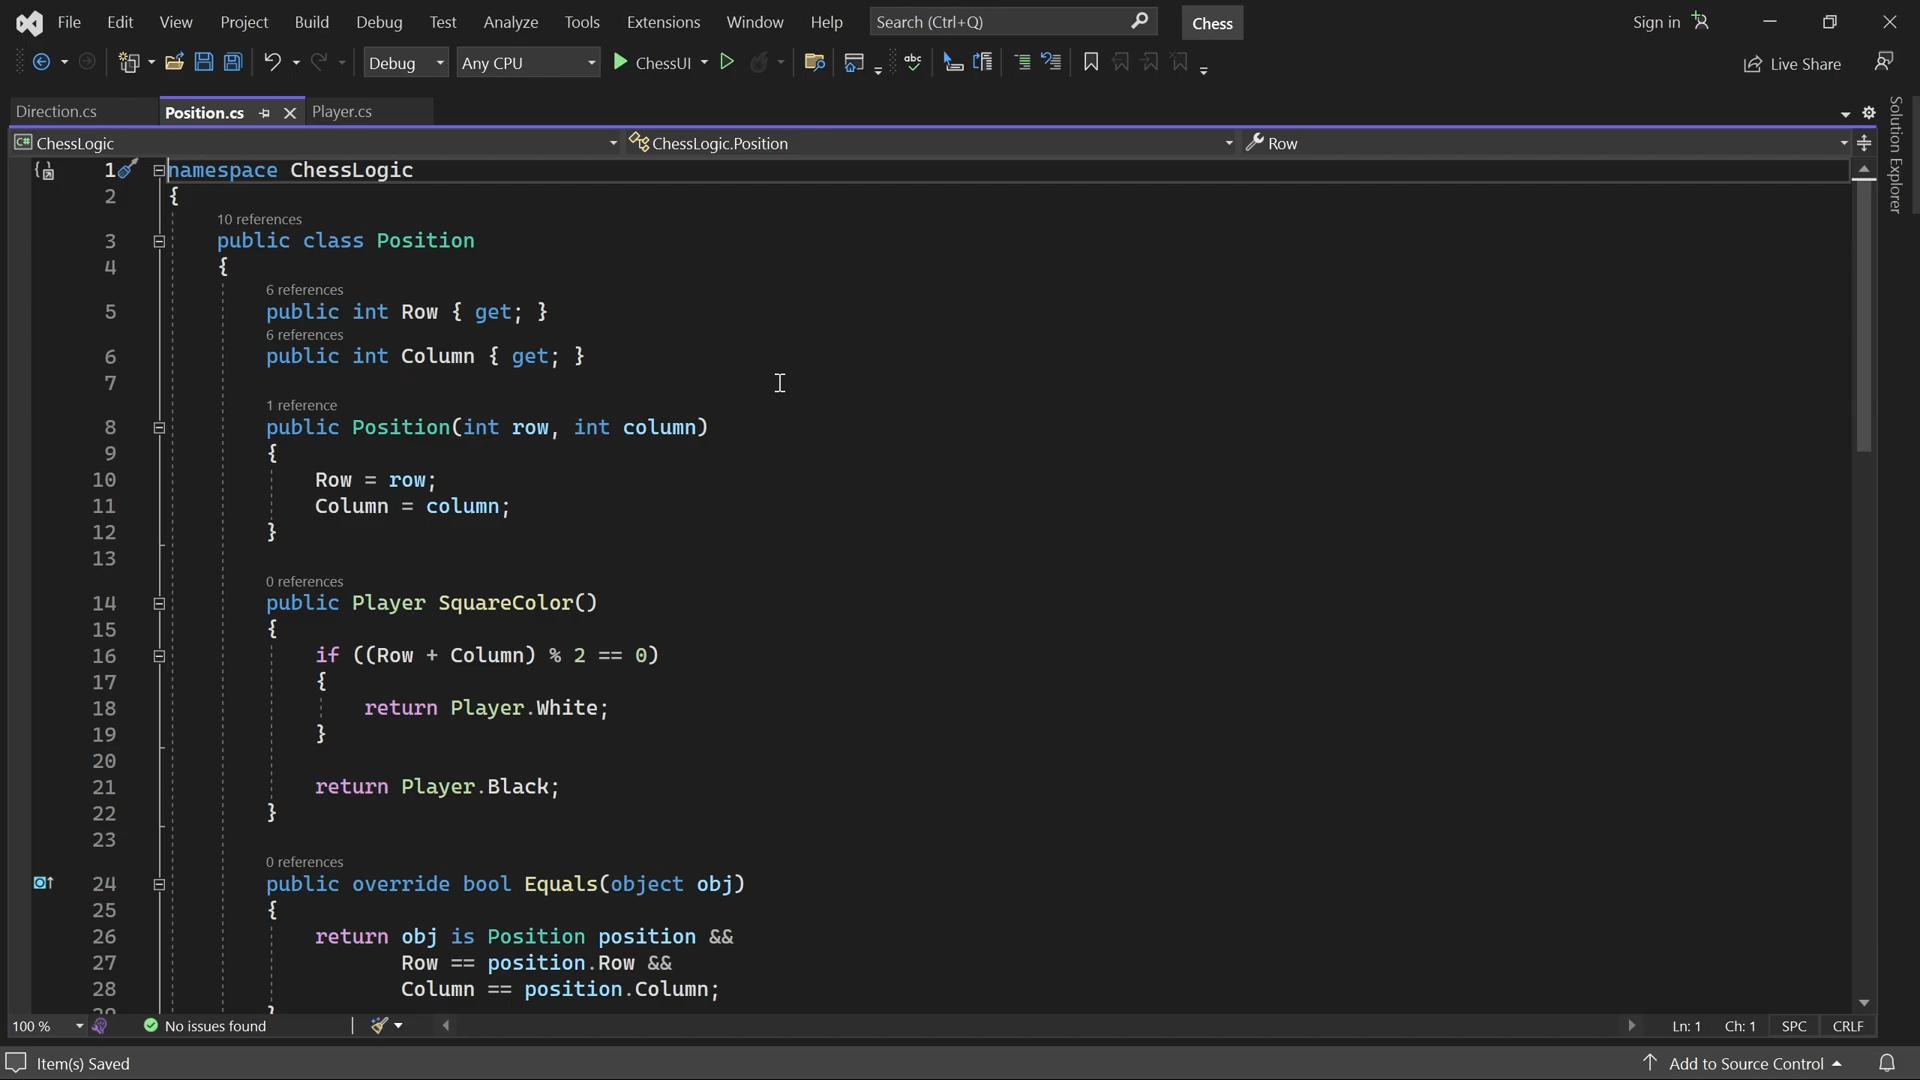 File Edit View Project Build Debug Test Analyze Tools Extensions Window Help Search (Ctrl+Q) Chess Sign in
Debug Any CPU ChessUI Live Share
Direction.cs Position.cs Player.cs
Solution Explorer
ChessLogic ChessLogic.Position Row
1 namespace ChessLogic
2 {
10 references
3 public class Position
4 {
6 references
5 public int Row { get; }
6 references
6 public int Column { get; }
7
1 reference
8 public Position(int row, int column)
9 {
10 Row = row;
11 Column = column;
12 }
13
0 references
14 public Player SquareColor()
15 {
16 if ((Row + Column) % 2 == 0)
17 {
18 return Player.White;
19 }
20
21 return Player.Black;
22 }
23
0 references
24 public override bool Equals(object obj)
25 {
26 return obj is Position position &&
27 Row == position.Row &&
28 Column == position.Column;
}
100 % No issues found Ln: 1 Ch: 1 SPC CRLF
Item(s) Saved Add to Source Control